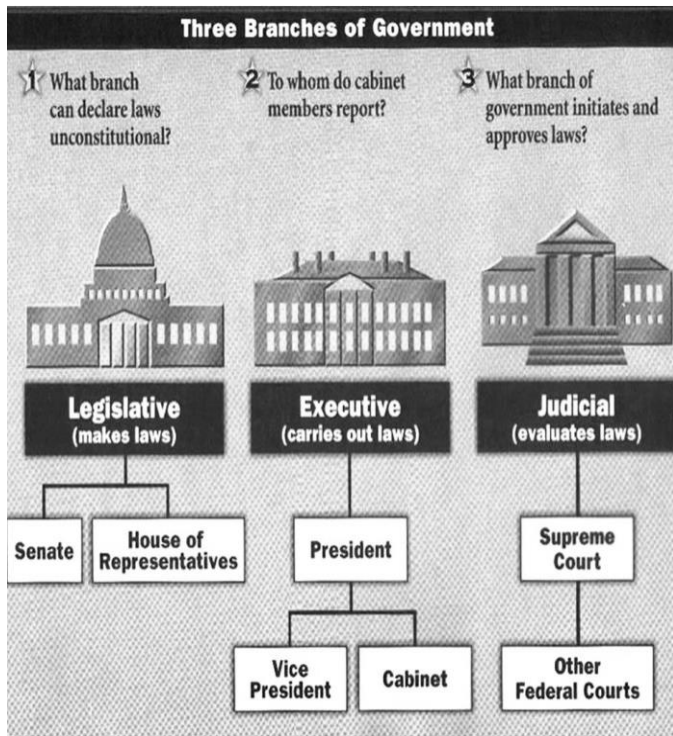 Three Branches of Government
1 What branch
can declare laws
unconstitutional?
2 To whom do cabinet
members report?
3 What branch of
government initiates and
approves laws?
Legislative
(makes laws)
Executive
(carries out laws)
Judicial
(evaluates laws)
Senate
House of
Representatives
President
Supreme
Court
Vice
President
Cabinet
Other
Federal Courts